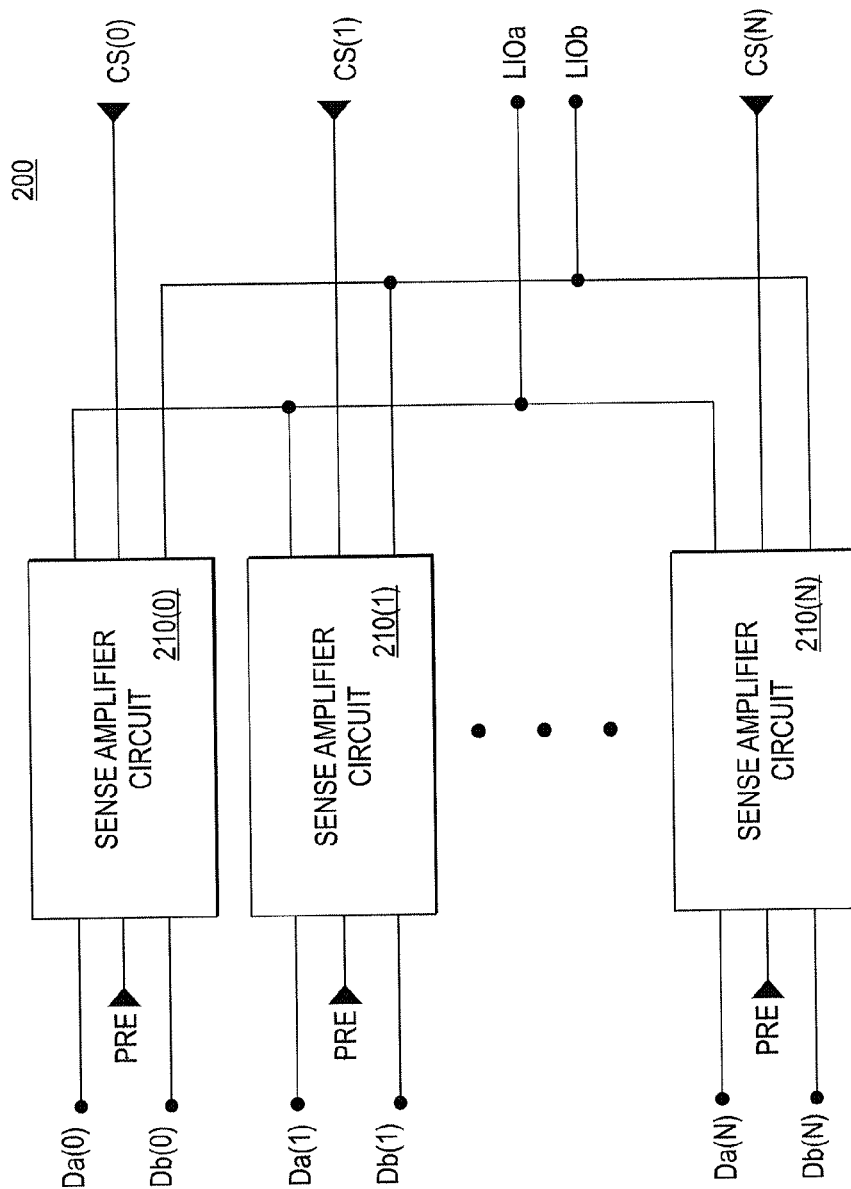 200
Da(0)
PRE
Db(0)
SENSE AMPLIFIER
CIRCUIT
210(0)
CS(0)
Da(1)
PRE
Db(1)
SENSE AMPLIFIER
CIRCUIT
210(1)
CS(1)
LIOa
LIOb
Da(N)
PRE
Db(N)
SENSE AMPLIFIER
CIRCUIT
210(N)
CS(N)